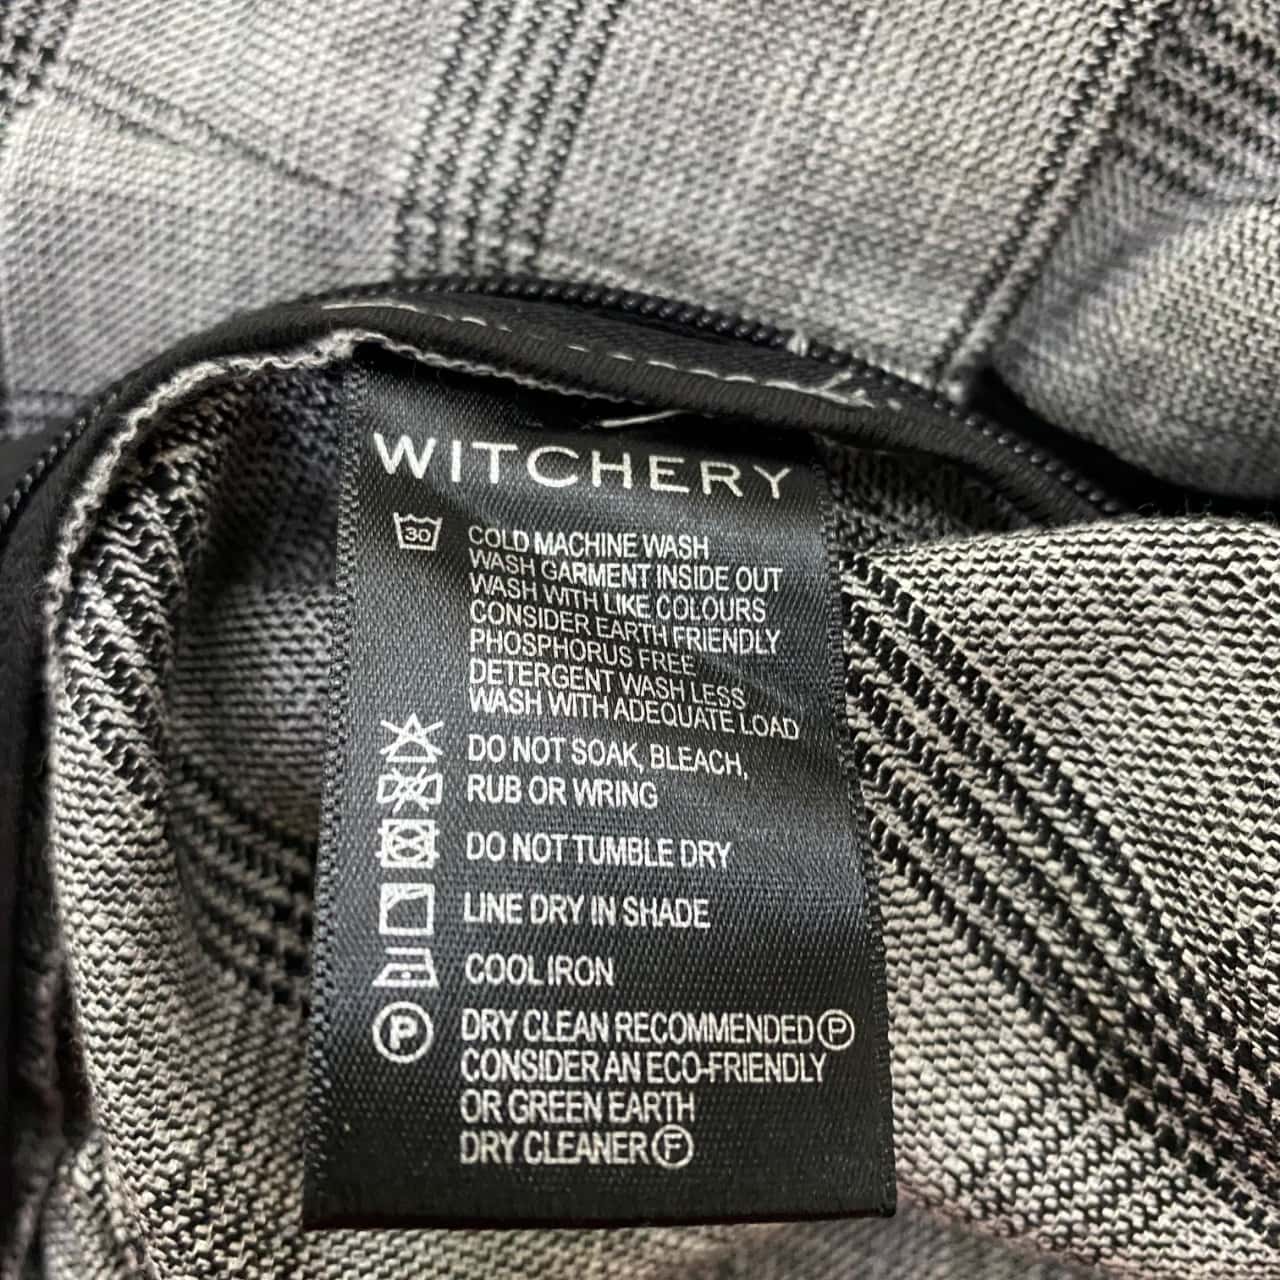 WITCHERY
30 COLD MACHINE WASH
WASH GARMENT INSIDE OUT
WASH WITH LIKE COLOURS
CONSIDER EARTH FRIENDLY
PHOSPHORUS FREE
DETERGENT WASH LESS
WASH WITH ADEQUATE LOAD
DO NOT SOAK, BLEACH,
RUB OR WRING
DO NOT TUMBLE DRY
LINE DRY IN SHADE
COOL IRON
P DRY CLEAN RECOMMENDED P
CONSIDER AN ECO-FRIENDLY
OR GREEN EARTH
DRY CLEANER F